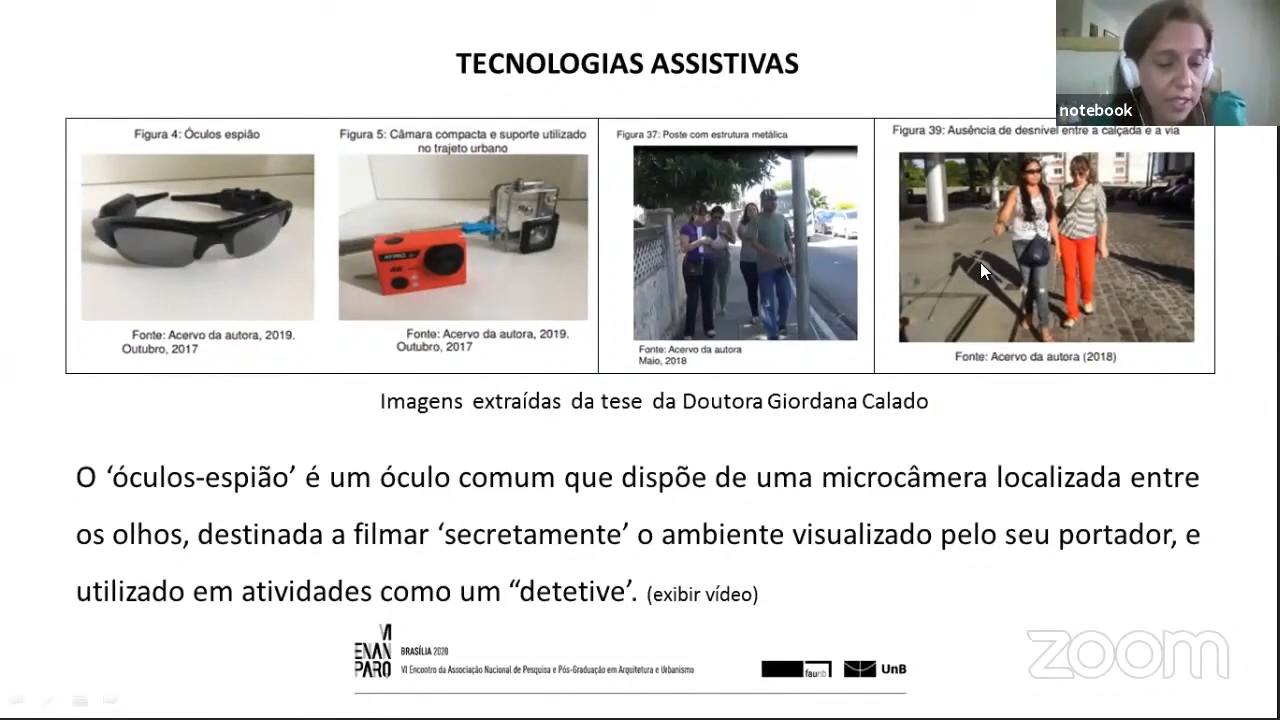 TECNOLOGIAS ASSISTIVAS
notebook
Figura 4: Óculos espião
Figura 5: Câmara compacta e suporte utilizado
no trajeto urbano
Figura 37: Poste com estrutura metálica
Figura 39: Ausência de desnível entre a calçada e a via
Fonte: Acervo da autora, 2019.
Outubro, 2017
Fonte: Acervo da autora, 2019.
Outubro, 2017
Fonte: Acervo da autora
Maio, 2018
Fonte: Acervo da autora (2018)
Imagens extraídas da tese da Doutora Giordana Calado
O ‘óculos-espião’ é um óculo comum que dispõe de uma microcâmera localizada entre
os olhos, destinada a filmar ‘secretamente’ o ambiente visualizado pelo seu portador, e
utilizado em atividades como um “detetive’. (exibir vídeo)
VI
ENAN
PARQ
BRASÍLIA 2020
VI Encontro da Associação Nacional de Pesquisa e Pós-Graduação em Arquitetura e Urbanismo
faunb
UnB
zoom